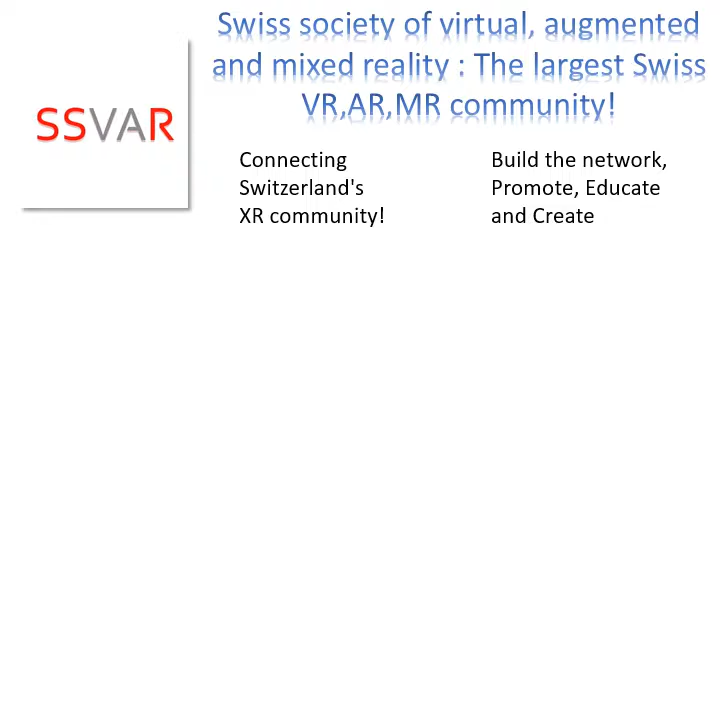 Swiss society of virtual, augmented
and mixed reality : The largest Swiss
VR,AR,MR community!
SSVAR
Connecting
Switzerland's
XR community!
Build the network,
Promote, Educate
and Create